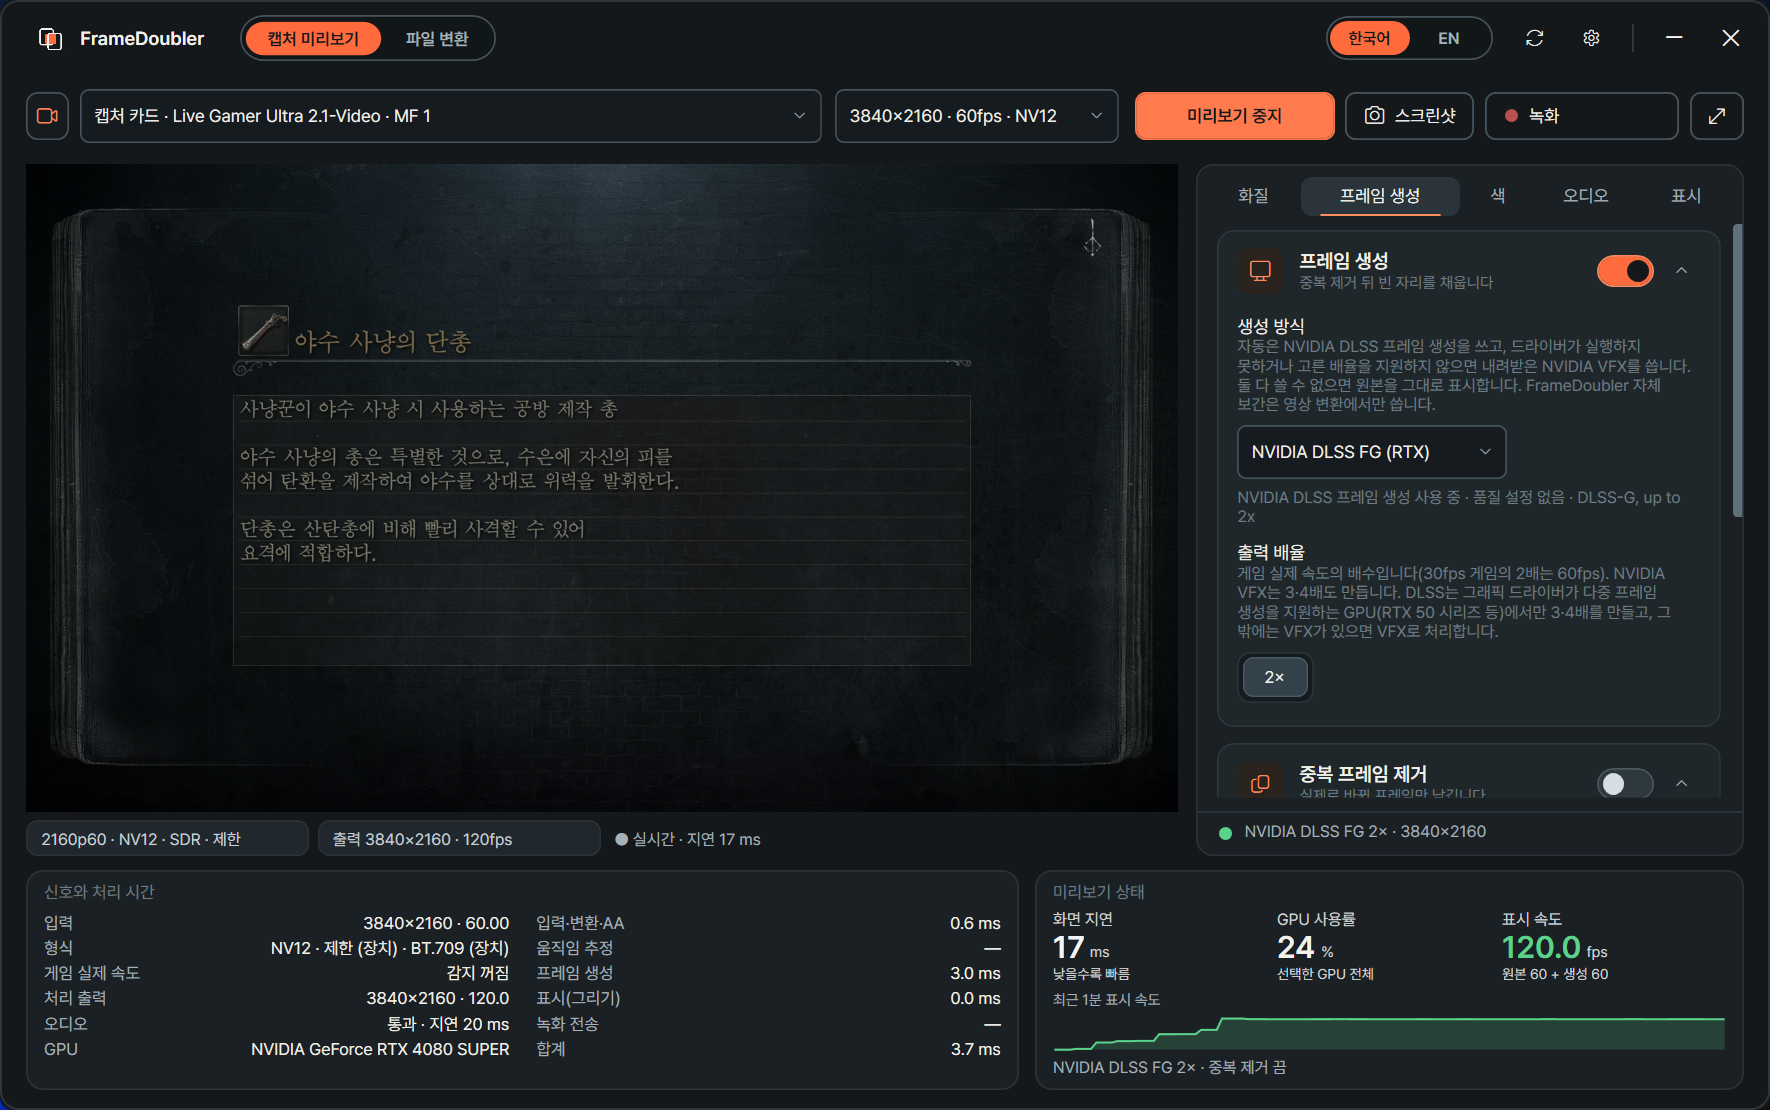 FrameDoubler
캡처 미리보기
파일 변환
한국어
EN
캡처 카드 · Live Gamer Ultra 2.1-Video · MF 1
3840×2160 · 60fps · NV12
미리보기 중지
스크린샷
녹화
야수 사냥의 단총
사냥꾼이 야수 사냥 시 사용하는 공방 제작 총
야수 사냥의 총은 특별한 것으로, 수은에 자신의 피를
섞어 탄환을 제작하여 야수를 상대로 위력을 발휘한다.
단총은 산탄총에 비해 빨리 사격할 수 있어
요격에 적합하다.
화질
프레임 생성
색
오디오
표시
프레임 생성
중복 제거 뒤 빈 자리를 채웁니다
생성 방식
자동은 NVIDIA DLSS 프레임 생성을 쓰고, 드라이버가 실행하지
못하거나 고른 배율을 지원하지 않으면 내려받은 NVIDIA VFX를 씁니다.
둘 다 쓸 수 없으면 원본을 그대로 표시합니다. FrameDoubler 자체
보간은 영상 변환에서만 씁니다.
NVIDIA DLSS FG (RTX)
NVIDIA DLSS 프레임 생성 사용 중 · 품질 설정 없음 · DLSS-G, up to
2x
출력 배율
게임 실제 속도의 배수입니다(30fps 게임의 2배는 60fps). NVIDIA
VFX는 3·4배도 만듭니다. DLSS는 그래픽 드라이버가 다중 프레임
생성을 지원하는 GPU(RTX 50 시리즈 등)에서만 3·4배를 만들고, 그
밖에는 VFX가 있으면 VFX로 처리합니다.
2×
중복 프레임 제거
실제로 바뀐 프레임만 남깁니다
NVIDIA DLSS FG 2× · 3840×2160
2160p60 · NV12 · SDR · 제한
출력 3840×2160 · 120fps
실시간 · 지연 17 ms
신호와 처리 시간
입력 3840×2160 · 60.00
형식 NV12 · 제한 (장치) · BT.709 (장치)
게임 실제 속도 감지 꺼짐
처리 출력 3840×2160 · 120.0
오디오 통과 · 지연 20 ms
GPU NVIDIA GeForce RTX 4080 SUPER
입력·변환·AA 0.6 ms
움직임 추정 —
프레임 생성 3.0 ms
표시(그리기) 0.0 ms
녹화 전송 —
합계 3.7 ms
미리보기 상태
화면 지연
17 ms
낮을수록 빠름
GPU 사용률
24 %
선택한 GPU 전체
표시 속도
120.0 fps
원본 60 + 생성 60
최근 1분 표시 속도
NVIDIA DLSS FG 2× · 중복 제거 끔